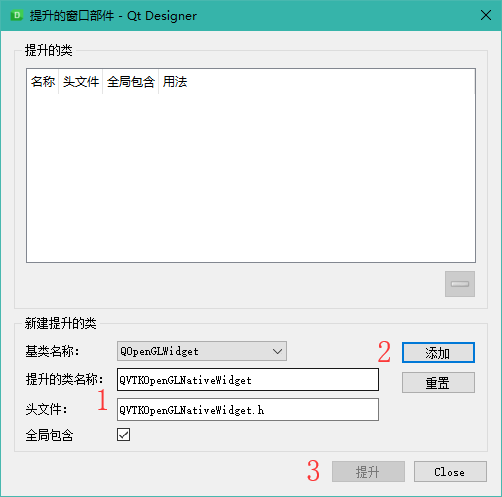 提升的窗口部件 - Qt Designer
提升的类
名称 头文件 全局包含 用法
新建提升的类
基类名称： QOpenGLWidget 2 添加
提升的类名称： QVTKOpenGLNativeWidget 重置
1
头文件： QVTKOpenGLNativeWidget.h
全局包含
3 提升 Close